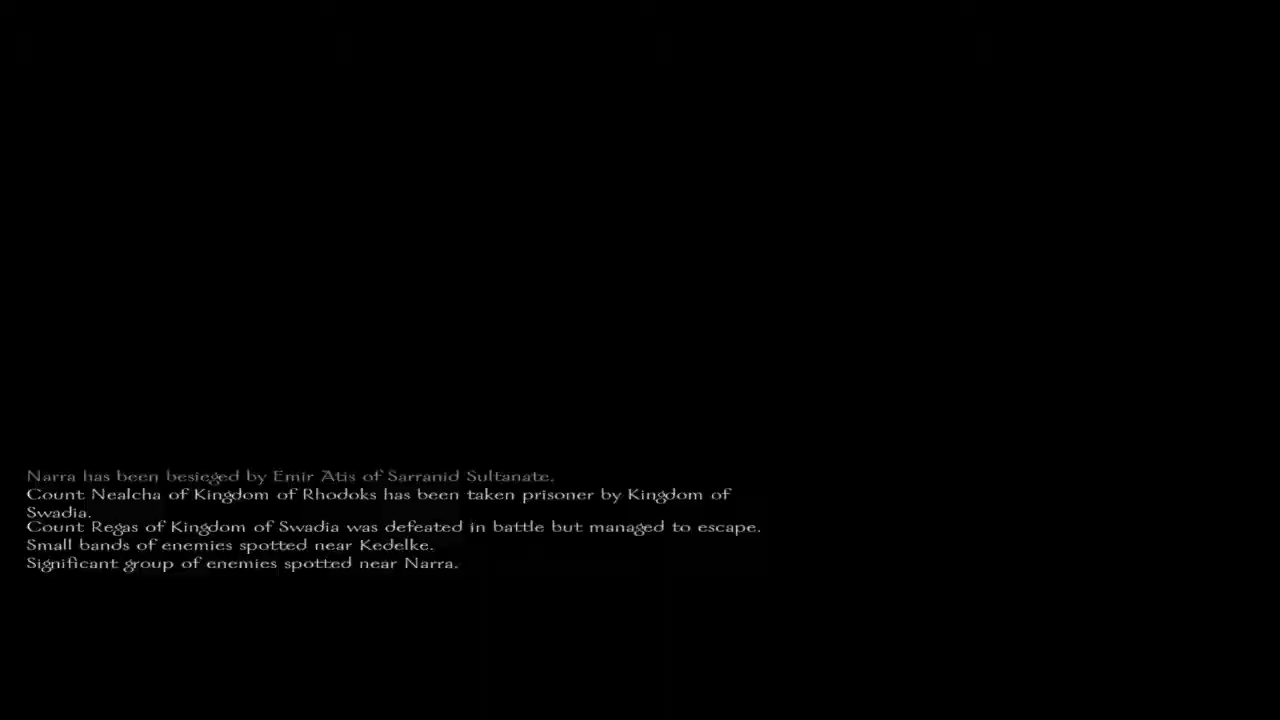 Narra has been besieged by Emir Atis of Sarranid Sultanate.
Count Nealcha of Kingdom of Rhodoks has been taken prisoner by Kingdom of
Swadia.
Count Regas of Kingdom of Swadia was defeated in battle but managed to escape.
Small bands of enemies spotted near Kedelke.
Significant group of enemies spotted near Narra.